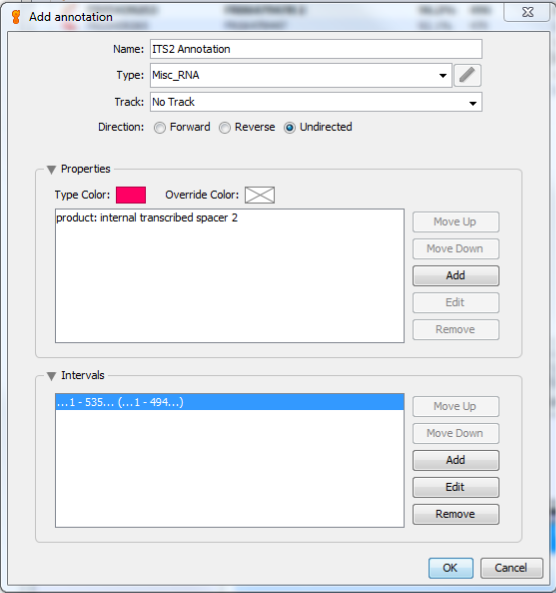 Add annotation
Name: ITS2 Annotation
Type: Misc_RNA
Track: No Track
Direction: Forward Reverse Undirected
Properties
Type Color: Override Color:
product: internal transcribed spacer 2
Move Up
Move Down
Add
Edit
Remove
Intervals
...1 - 535... (...1 - 494...)
Move Up
Move Down
Add
Edit
Remove
OK Cancel